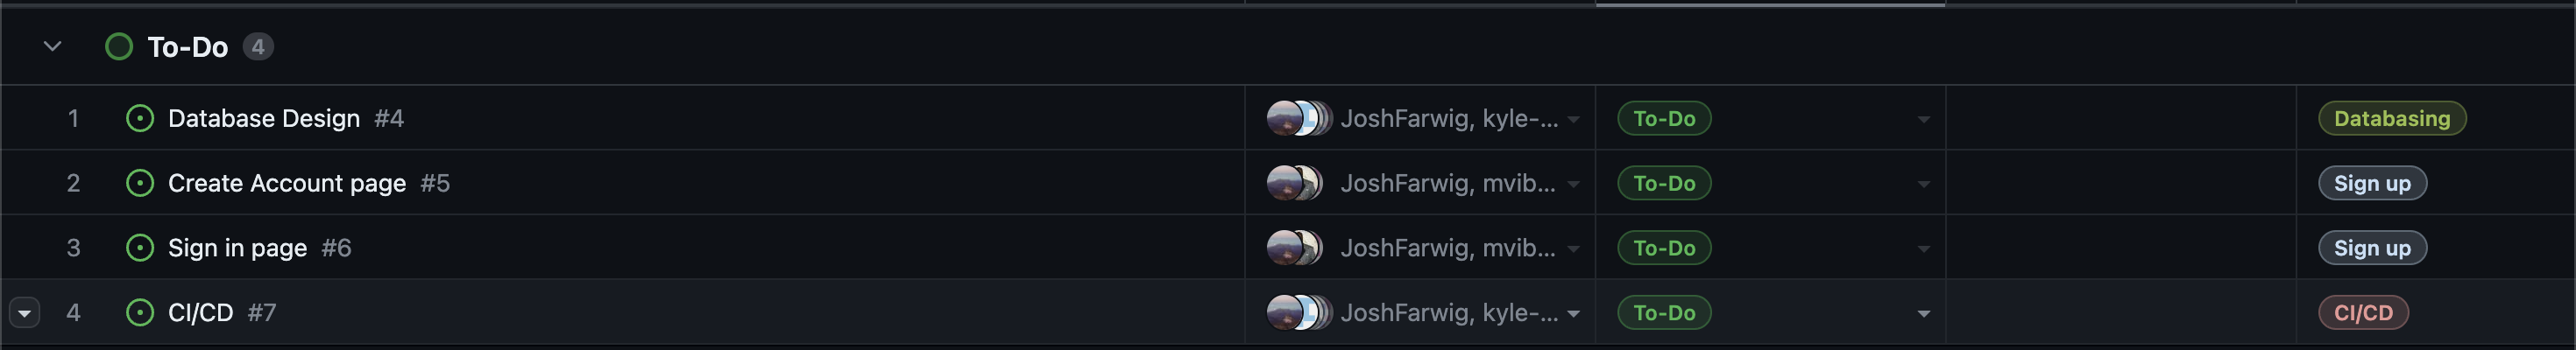 To-Do 4
1 Database Design #4 JoshFarwig, kyle-... To-Do Databasing
2 Create Account page #5 JoshFarwig, mvib... To-Do Sign up
3 Sign in page #6 JoshFarwig, mvib... To-Do Sign up
4 CI/CD #7 JoshFarwig, kyle-... To-Do CI/CD